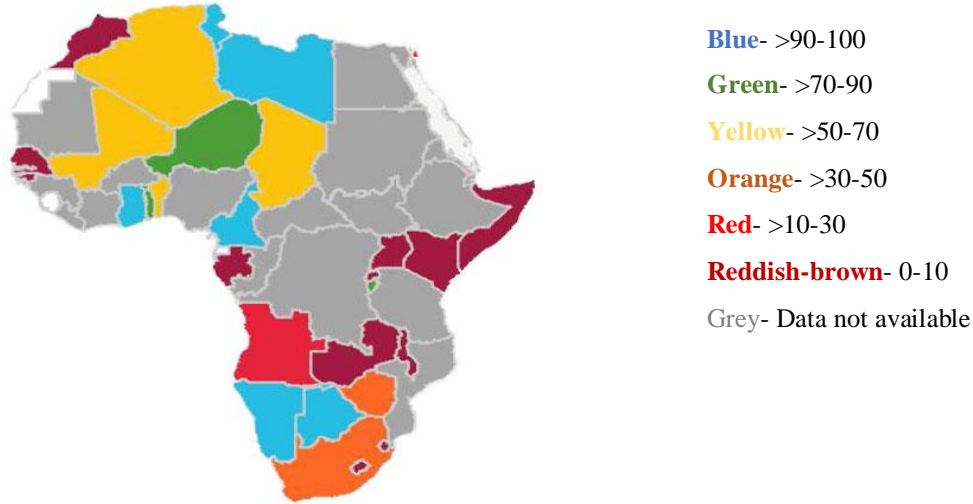 Blue- >90-100
Green- >70-90
Yellow- >50-70
Orange- >30-50
Red- >10-30
Reddish-brown- 0-10
Grey- Data not available